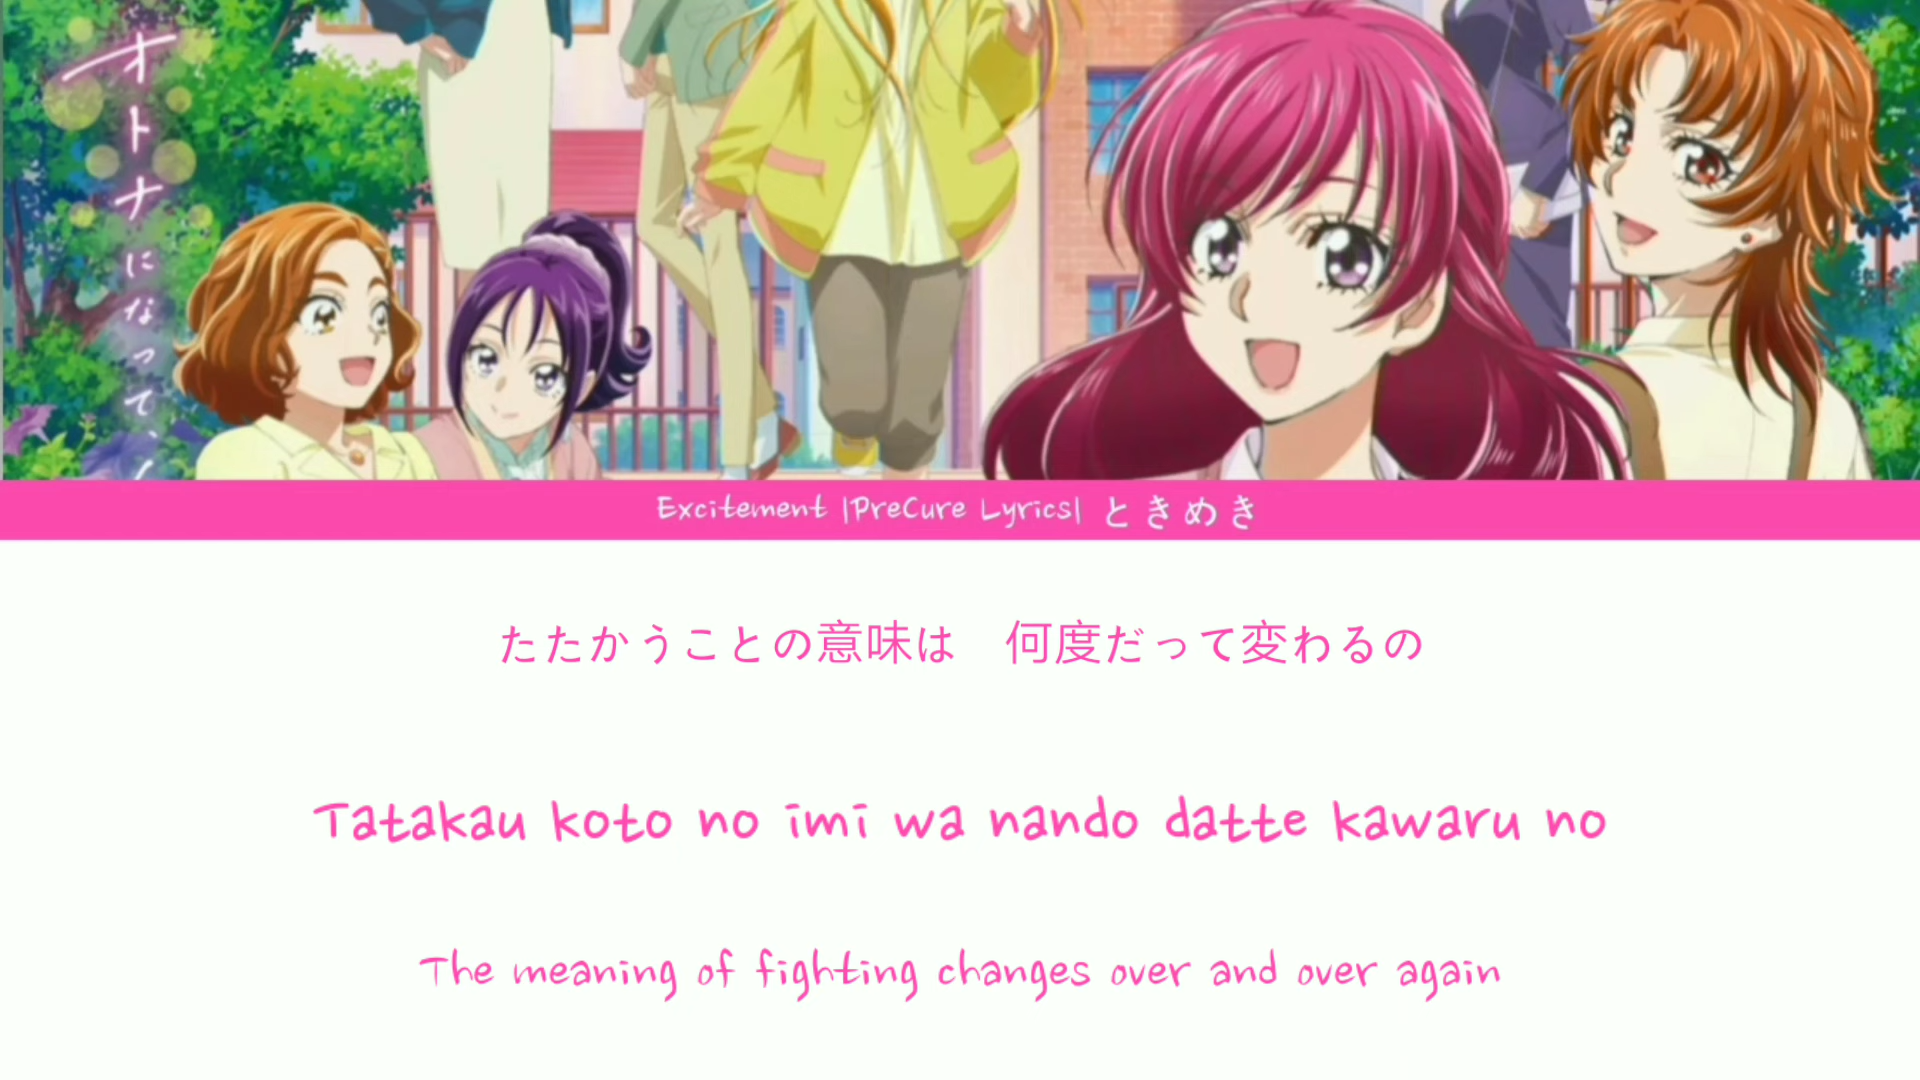 オトナになって、
Excitement |PreCure Lyrics| ときめき
たたかうことの意味は　何度だって変わるの
Tatakau koto no imi wa nando datte kawaru no
The meaning of fighting changes over and over again